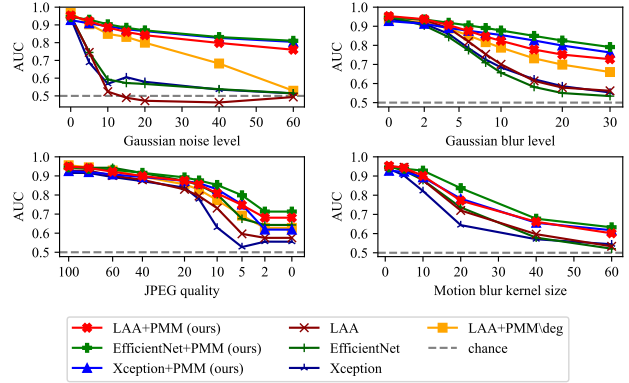 1.0
0.9
0.8
0.7
0.6
0.5
AUC
0 10 20 30 40 50 60
Gaussian noise level
1.0
0.9
0.8
0.7
0.6
0.5
AUC
0 2 5 10 20 30
Gaussian blur level
1.0
0.9
0.8
0.7
0.6
0.5
AUC
100 60 40 20 10 5 2 0
JPEG quality
1.0
0.9
0.8
0.7
0.6
0.5
AUC
0 10 20 30 40 50 60
Motion blur kernel size
LAA+PMM (ours) LAA LAA+PMM\deg
EfficientNet+PMM (ours) EfficientNet chance
Xception+PMM (ours) Xception